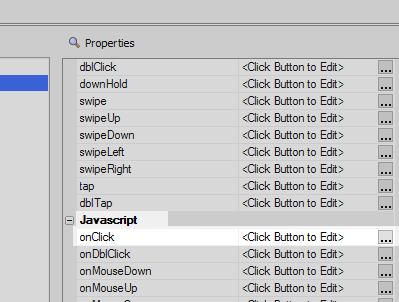 Properties
dblClick <Click Button to Edit> ...
downHold <Click Button to Edit> ...
swipe <Click Button to Edit> ...
swipeUp <Click Button to Edit> ...
swipeDown <Click Button to Edit> ...
swipeLeft <Click Button to Edit> ...
swipeRight <Click Button to Edit> ...
tap <Click Button to Edit> ...
dblTap <Click Button to Edit> ...
Javascript
onClick <Click Button to Edit> ...
onDblClick <Click Button to Edit> ...
onMouseDown <Click Button to Edit> ...
onMouseUp <Click Button to Edit> ...